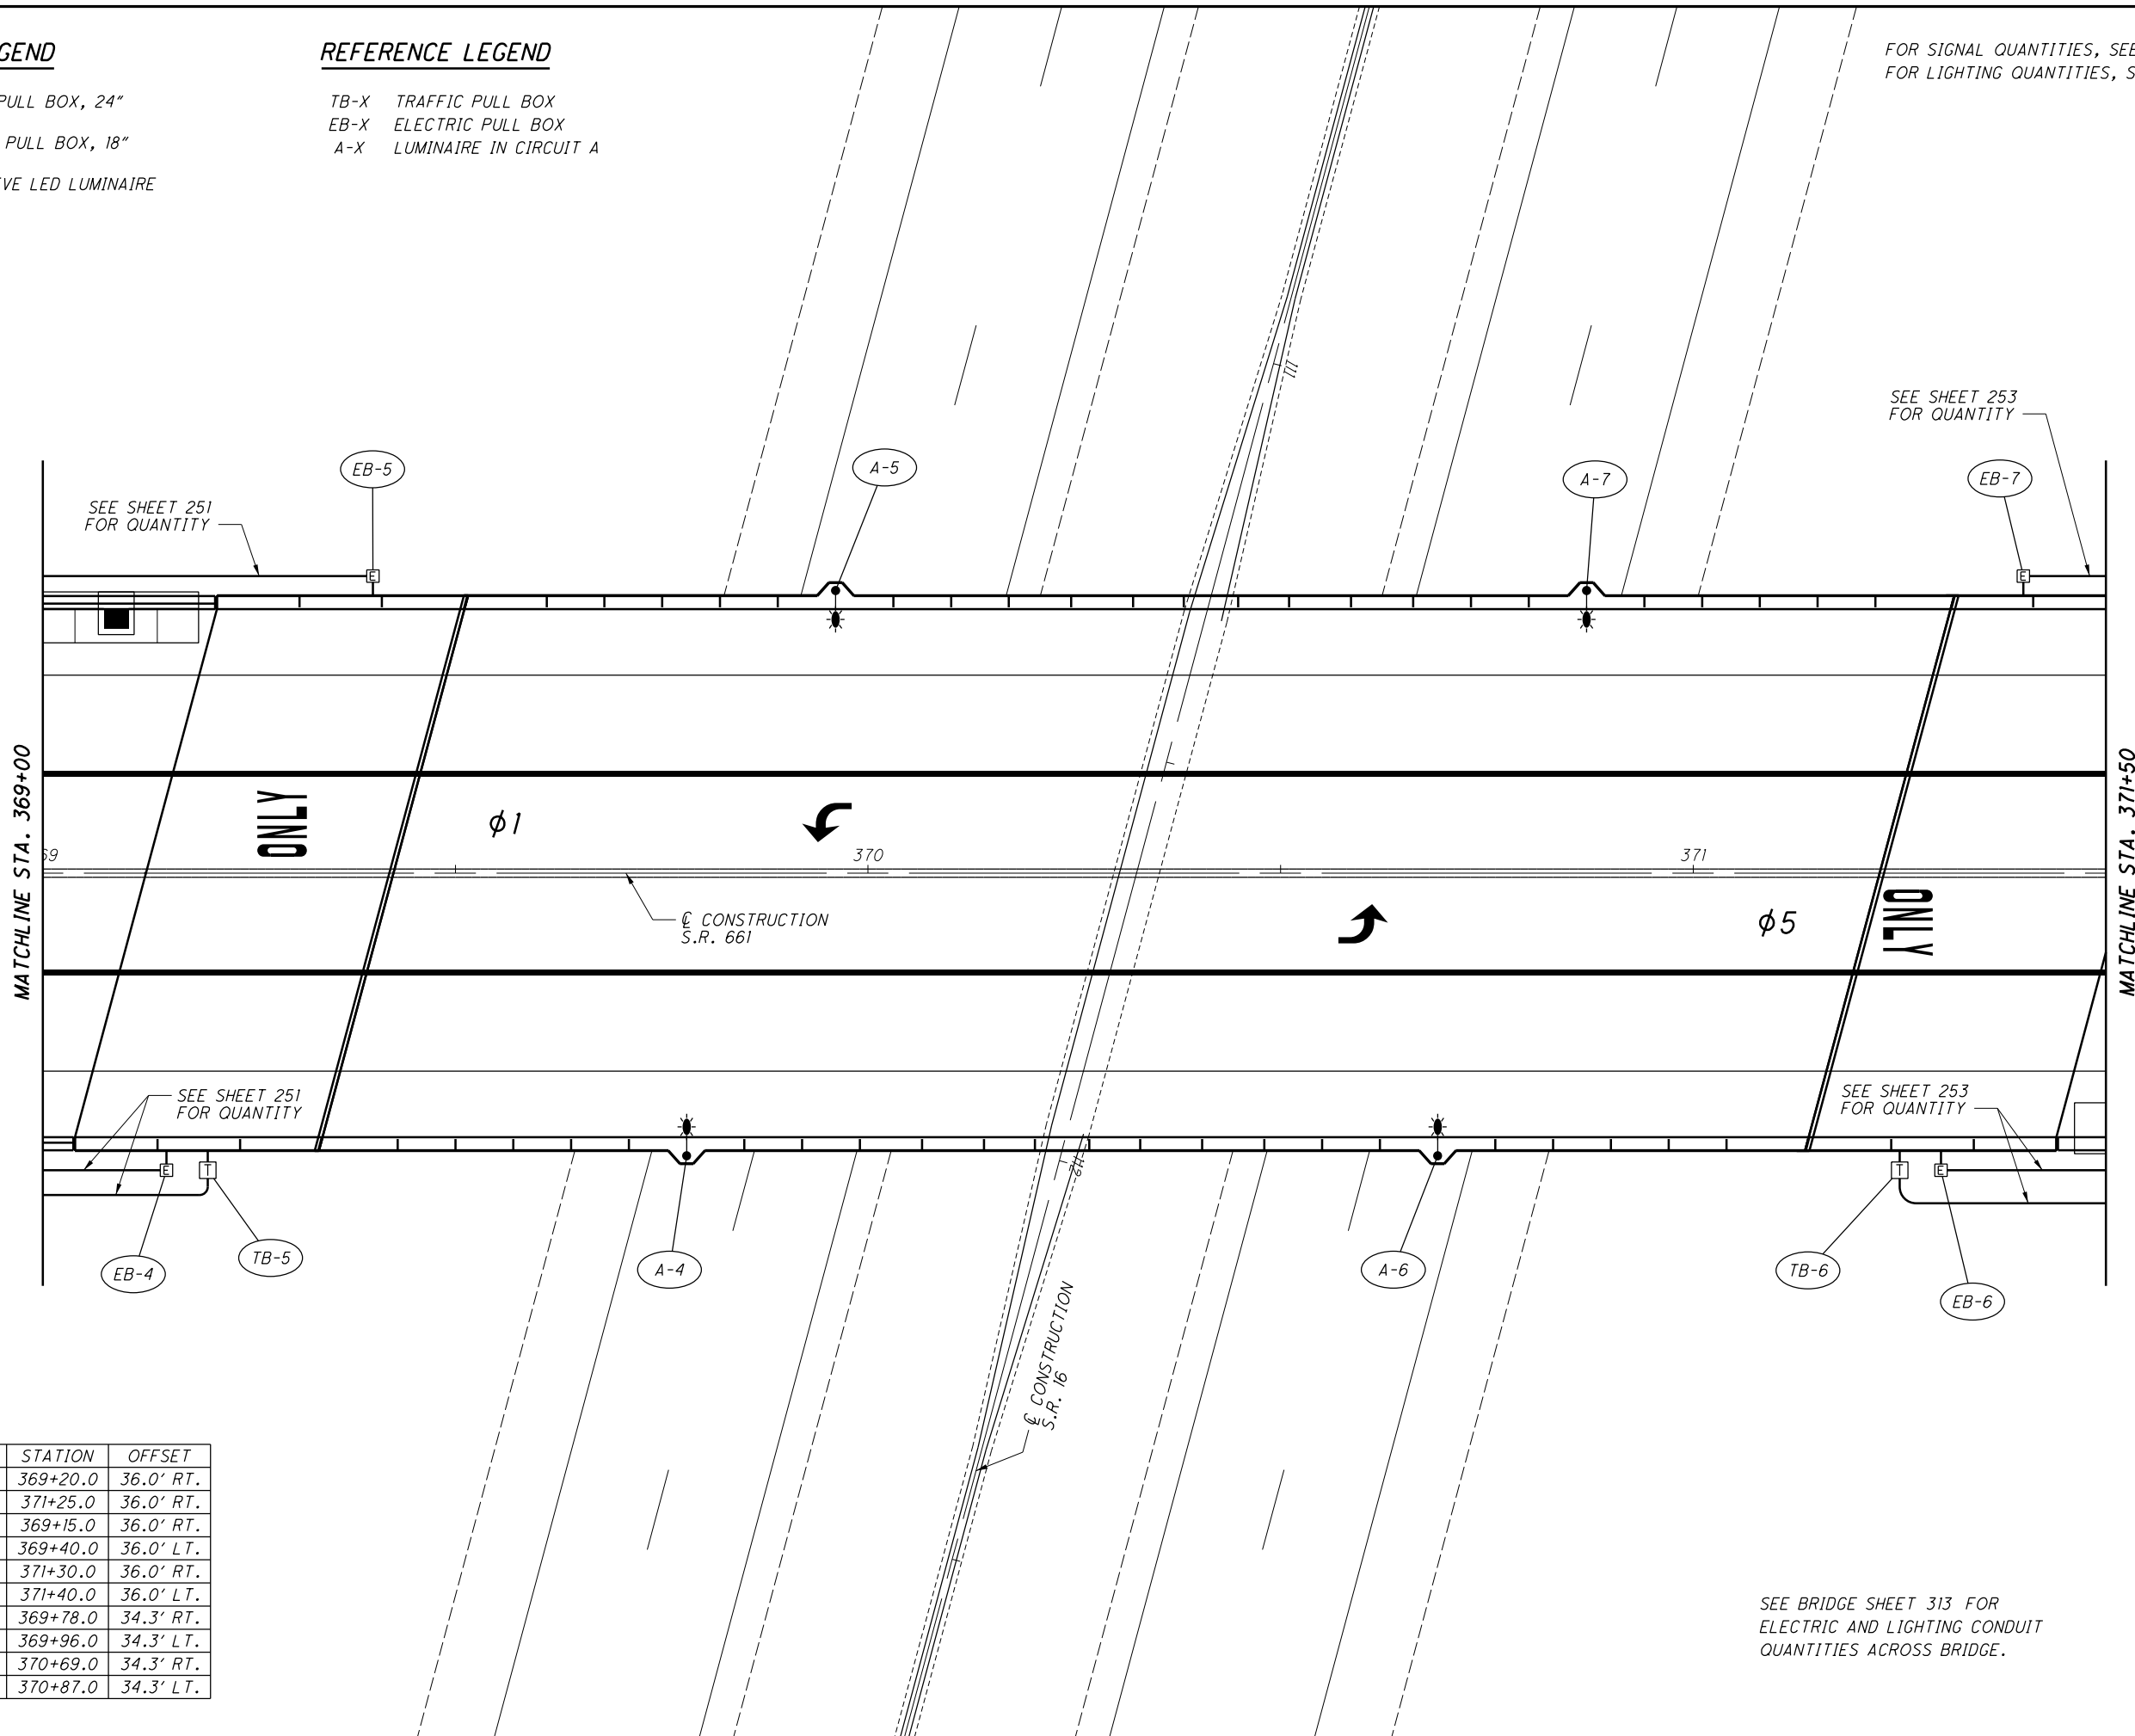 GEND
PULL BOX, 24"
PULL BOX, 18"
VE LED LUMINAIRE
REFERENCE LEGEND
TB-X TRAFFIC PULL BOX
EB-X ELECTRIC PULL BOX
A-X LUMINAIRE IN CIRCUIT A
FOR SIGNAL QUANTITIES, SEE
FOR LIGHTING QUANTITIES, S
111
SEE SHEET 253
FOR QUANTITY
EB-5
A-5
A-7
EB-7
SEE SHEET 251
FOR QUANTITY
E
E
MATCHLINE STA. 369+00
MATCHLINE STA. 371+50
ONLY
ϕ1
69
370
371
℄ CONSTRUCTION
S.R. 661
ϕ5
ONLY
SEE SHEET 251
FOR QUANTITY
SEE SHEET 253
FOR QUANTITY
E
T
112
T
E
EB-4
TB-5
A-4
A-6
TB-6
EB-6
℄ CONSTRUCTION
S.R. 16
STATION OFFSET
369+20.0 36.0' RT.
371+25.0 36.0' RT.
369+15.0 36.0' RT.
369+40.0 36.0' LT.
371+30.0 36.0' RT.
371+40.0 36.0' LT.
369+78.0 34.3' RT.
369+96.0 34.3' LT.
370+69.0 34.3' RT.
370+87.0 34.3' LT.
SEE BRIDGE SHEET 313 FOR
ELECTRIC AND LIGHTING CONDUIT
QUANTITIES ACROSS BRIDGE.